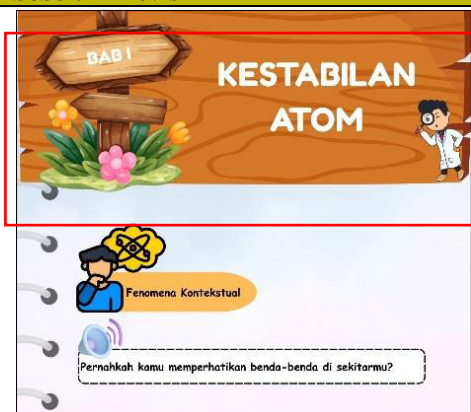 BAB I
KESTABILAN
ATOM
Fenomena Kontekstual
Pernahkah kamu memperhatikan benda-benda di sekitarmu?